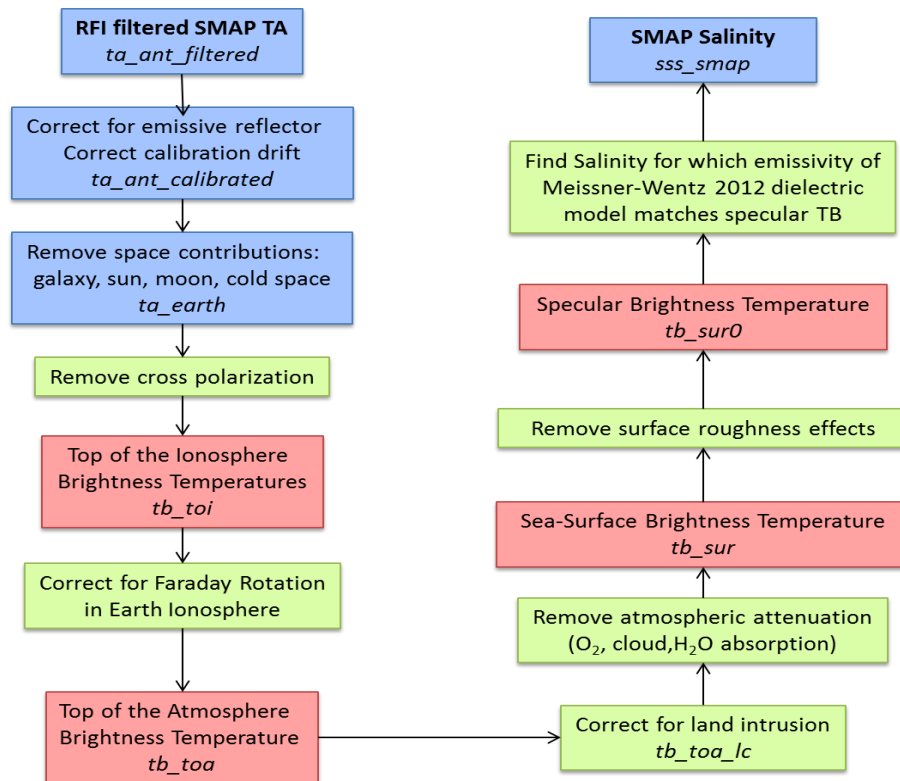 RFI filtered SMAP TA
ta_ant_filtered
Correct for emissive reflector
Correct calibration drift
ta_ant_calibrated
Remove space contributions:
galaxy, sun, moon, cold space
ta_earth
Remove cross polarization
Top of the Ionosphere
Brightness Temperatures
tb_toi
Correct for Faraday Rotation
in Earth Ionosphere
Top of the Atmosphere
Brightness Temperature
tb_toa
Correct for land intrusion
tb_toa_lc
Remove atmospheric attenuation
(O₂, cloud,H₂O absorption)
Sea-Surface Brightness Temperature
tb_sur
Remove surface roughness effects
Specular Brightness Temperature
tb_sur0
Find Salinity for which emissivity of
Meissner-Wentz 2012 dielectric
model matches specular TB
SMAP Salinity
sss_smap